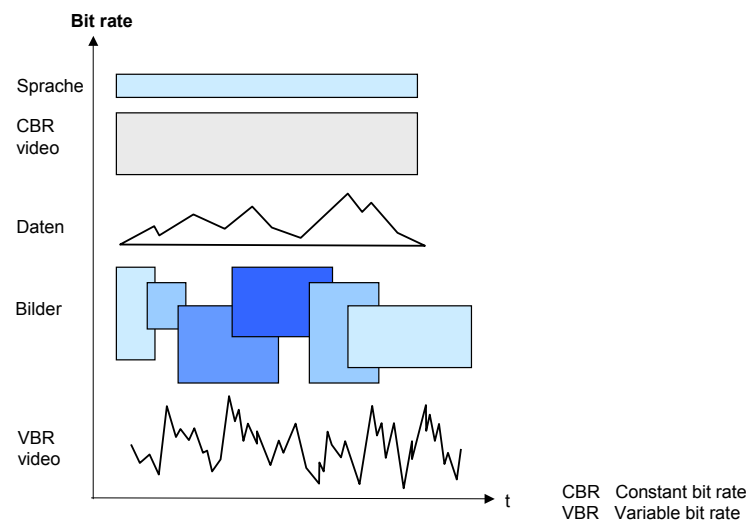 Bit rate
Sprache
CBR
video
Daten
Bilder
VBR
video
t
CBR Constant bit rate
VBR Variable bit rate